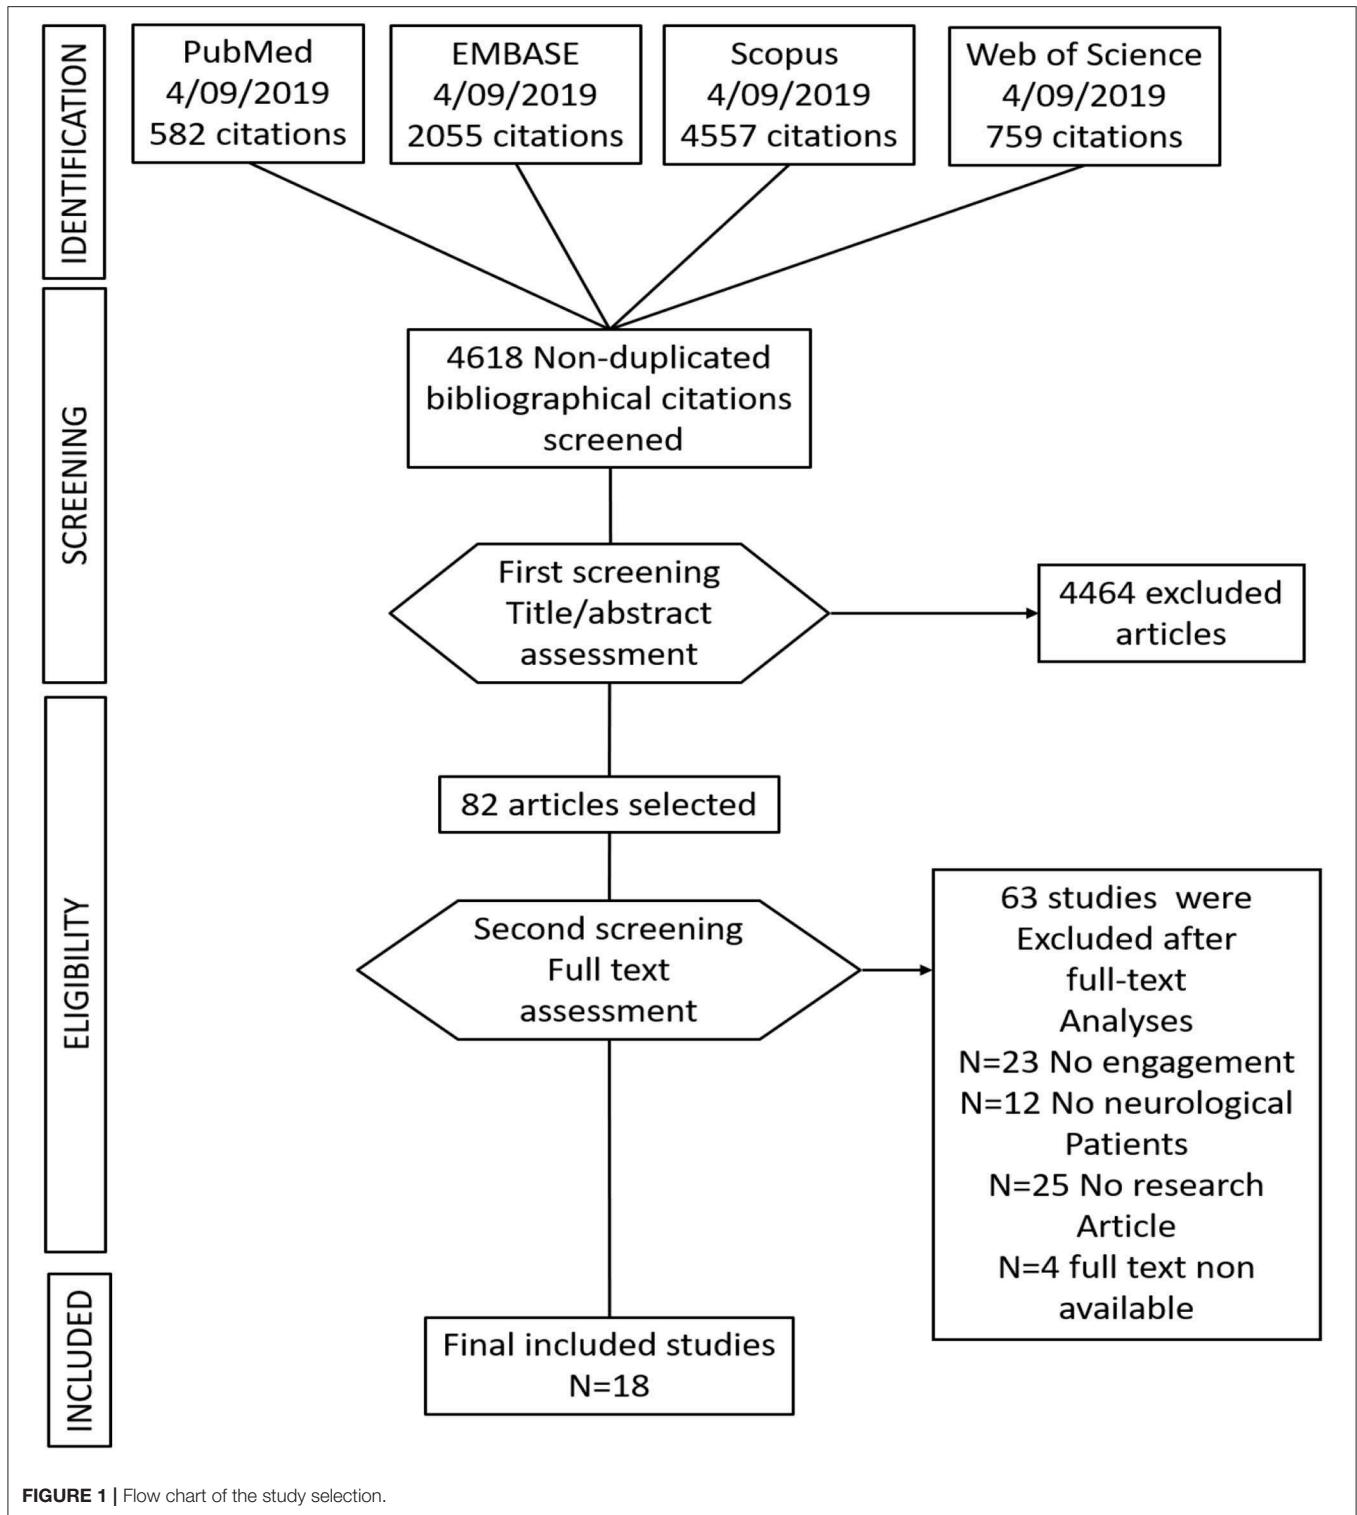 IDENTIFICATION
PubMed
4/09/2019
582 citations
EMBASE
4/09/2019
2055 citations
Scopus
4/09/2019
4557 citations
Web of Science
4/09/2019
759 citations
SCREENING
4618 Non-duplicated
bibliographical citations
screened
First screening
Title/abstract
assessment
4464 excluded
articles
ELIGIBILITY
82 articles selected
Second screening
Full text
assessment
63 studies were
Excluded after
full-text
Analyses
N=23 No engagement
N=12 No neurological
Patients
N=25 No research
Article
N=4 full text non
available
INCLUDED
Final included studies
N=18
FIGURE 1 | Flow chart of the study selection.